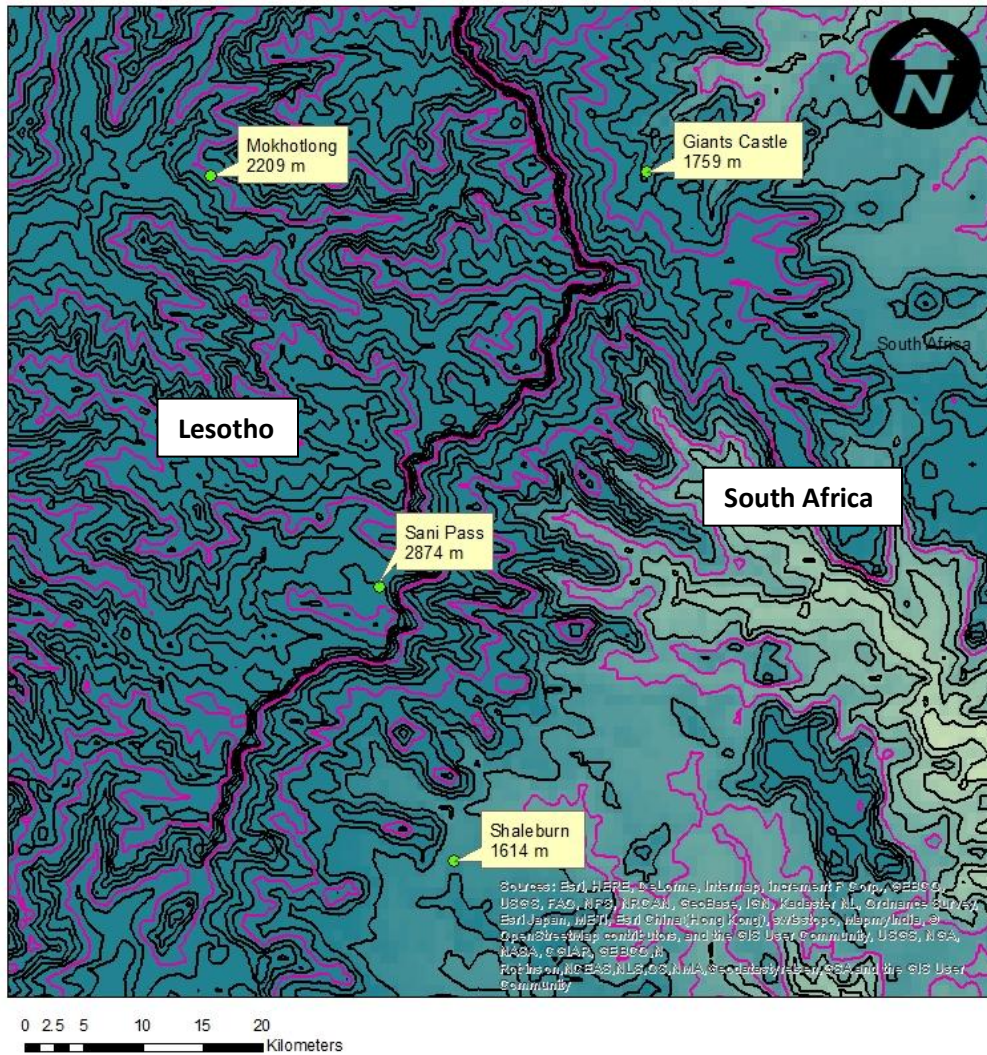 N
Mokhotlong
2209 m
Giants Castle
1759 m
South Africa
Lesotho
South Africa
Sani Pass
2874 m
Shaleburn
1614 m
Sources: Esri, HERE, DeLorme, Intermap, increment P Corp., GEBCO,
USGS, FAO, NPS, NRCAN, GeoBase, IGN, Kadaster NL, Ordnance Survey,
Esri Japan, METI, Esri China (Hong Kong), swisstopo, MapmyIndia, ©
OpenStreetMap contributors, and the GIS User Community, USGS, NGA,
NASA, CGIAR, GEBCO,N
Robinson,NCEAS,NLS,OS,NMA,Geodatastyrelsen,GSA and the GIS User
Community
0 2.5 5 10 15 20
Kilometers